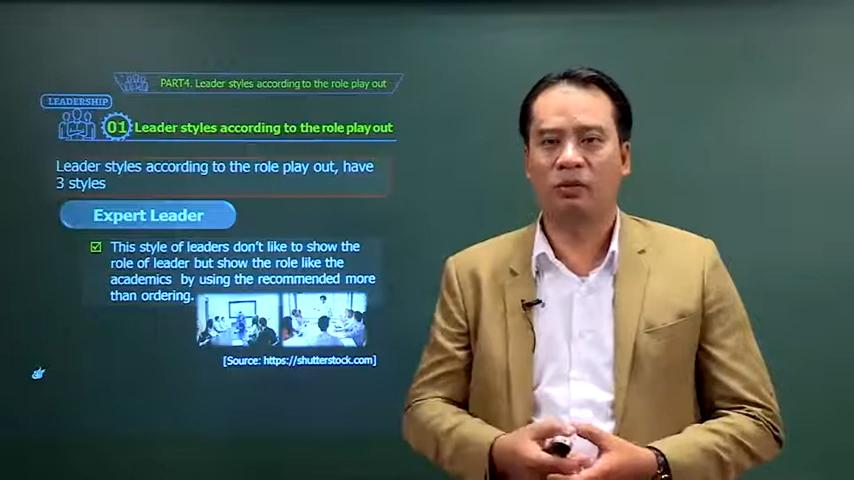 PART4. Leader styles according to the role play out
LEADERSHIP
01 Leader styles according to the role play out
Leader styles according to the role play out, have
3 styles
Expert Leader
This style of leaders don't like to show the
role of leader but show the role like the
academics by using the recommended more
than ordering.
[Source: https://shutterstock.com]